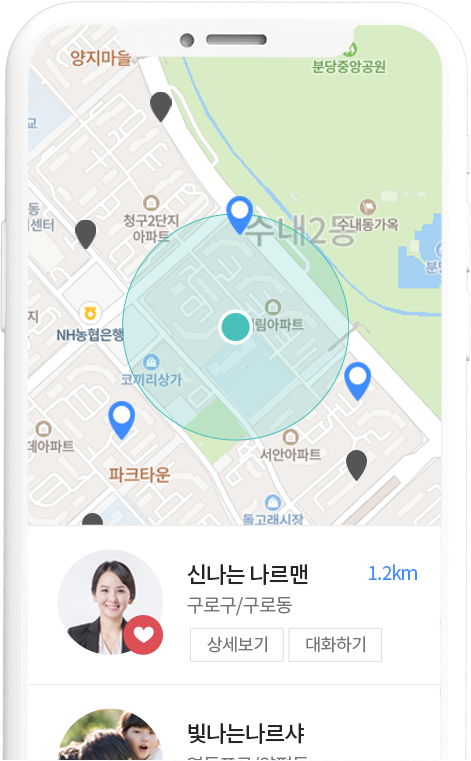 양지마을
분당중앙공원
교
동
센터
청구2단지
아파트
수내2동
수내동가옥
분당
지
NH농협은행
림아파트
코끼리상가
데아파트
서안아파트
파크타운
돌고래시장
신나는 나르맨
1.2km
구로구/구로동
상세보기
대화하기
빛나는나르샤